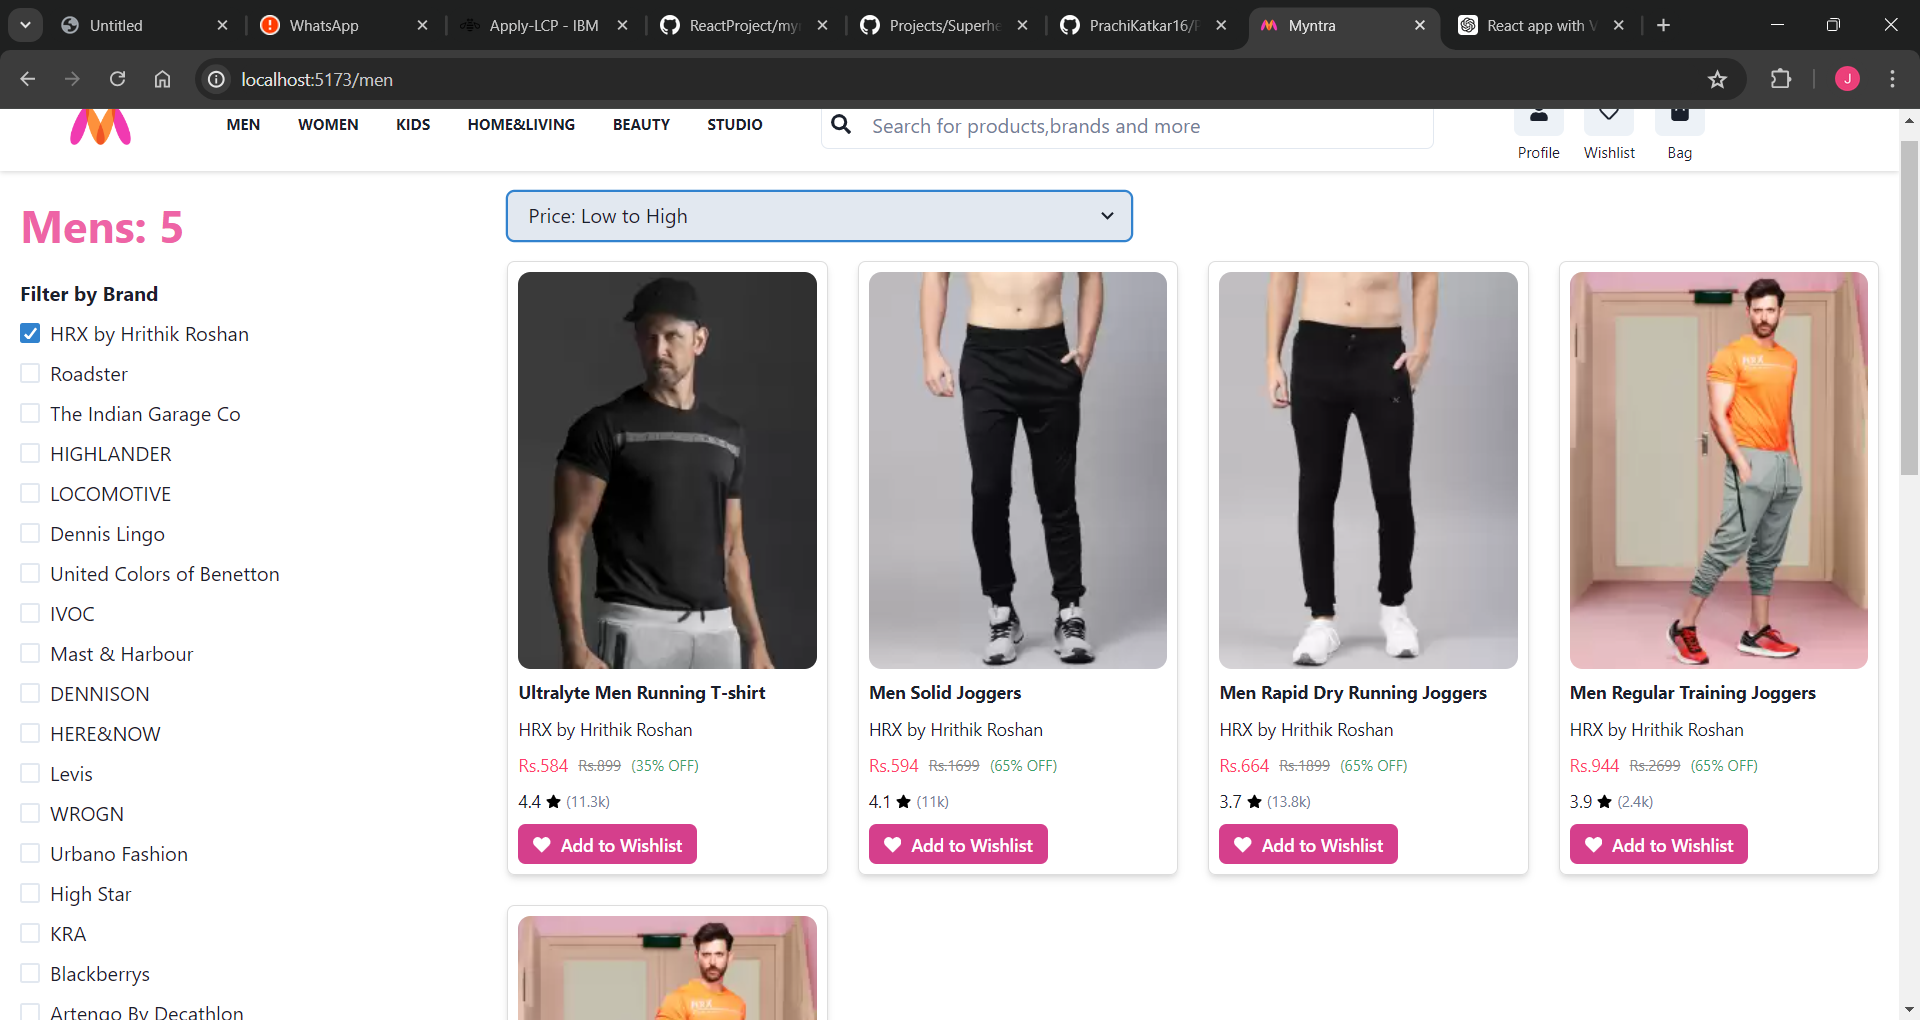 Untitled
WhatsApp
Apply-LCP - IBM
ReactProject/my
Projects/Superhe
PrachiKatkar16/
Myntra
React app with
localhost:5173/men
J
MEN WOMEN KIDS HOME&LIVING BEAUTY STUDIO
Search for products,brands and more
Profile Wishlist Bag
Mens: 5
Price: Low to High
Filter by Brand
HRX by Hrithik Roshan
Roadster
The Indian Garage Co
HIGHLANDER
LOCOMOTIVE
Dennis Lingo
United Colors of Benetton
IVOC
Mast & Harbour
DENNISON
HERE&NOW
Levis
WROGN
Urbano Fashion
High Star
KRA
Blackberrys
Artengo By Decathlon
Ultralyte Men Running T-shirt
HRX by Hrithik Roshan
Rs.584 Rs.899 (35% OFF)
4.4 (11.3k)
Add to Wishlist
Men Solid Joggers
HRX by Hrithik Roshan
Rs.594 Rs.1699 (65% OFF)
4.1 (11k)
Add to Wishlist
Men Rapid Dry Running Joggers
HRX by Hrithik Roshan
Rs.664 Rs.1899 (65% OFF)
3.7 (13.8k)
Add to Wishlist
Men Regular Training Joggers
HRX by Hrithik Roshan
Rs.944 Rs.2699 (65% OFF)
3.9 (2.4k)
Add to Wishlist